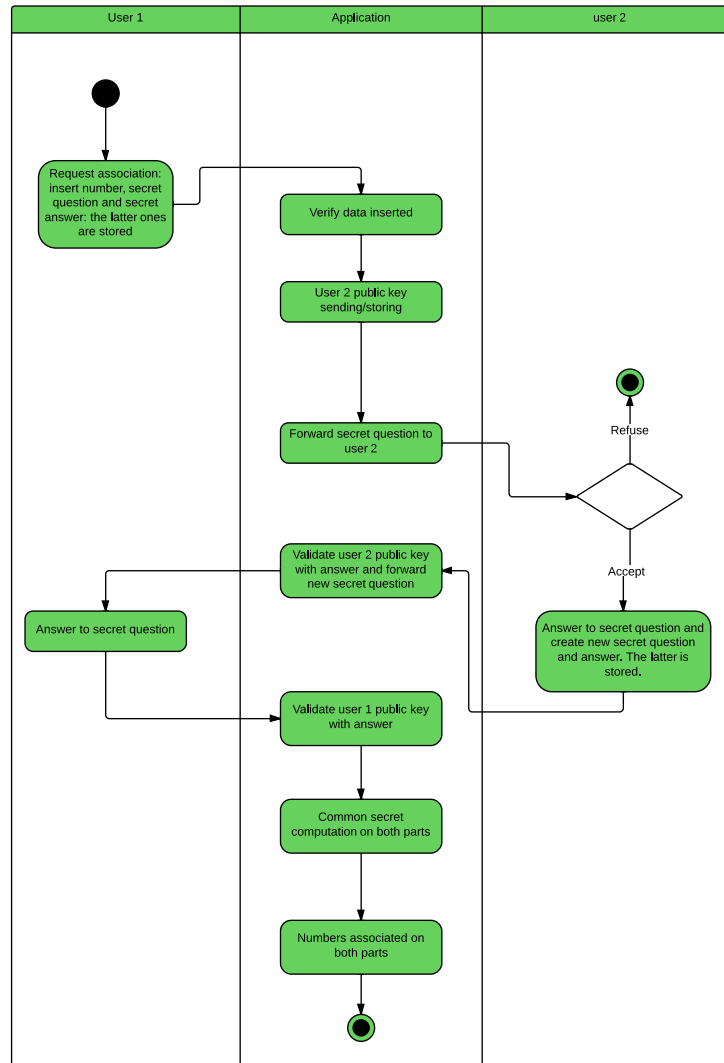 User 1
Application
user 2
Request association:
insert number, secret
question and secret
answer: the latter ones
are stored
Verify data inserted
User 2 public key
sending/storing
Refuse
Forward secret question to
user 2
Validate user 2 public key
with answer and forward
new secret question
Accept
Answer to secret question
Answer to secret question and
create new secret question
and answer. The latter is
stored.
Validate user 1 public key
with answer
Common secret
computation on both parts
Numbers associated on
both parts